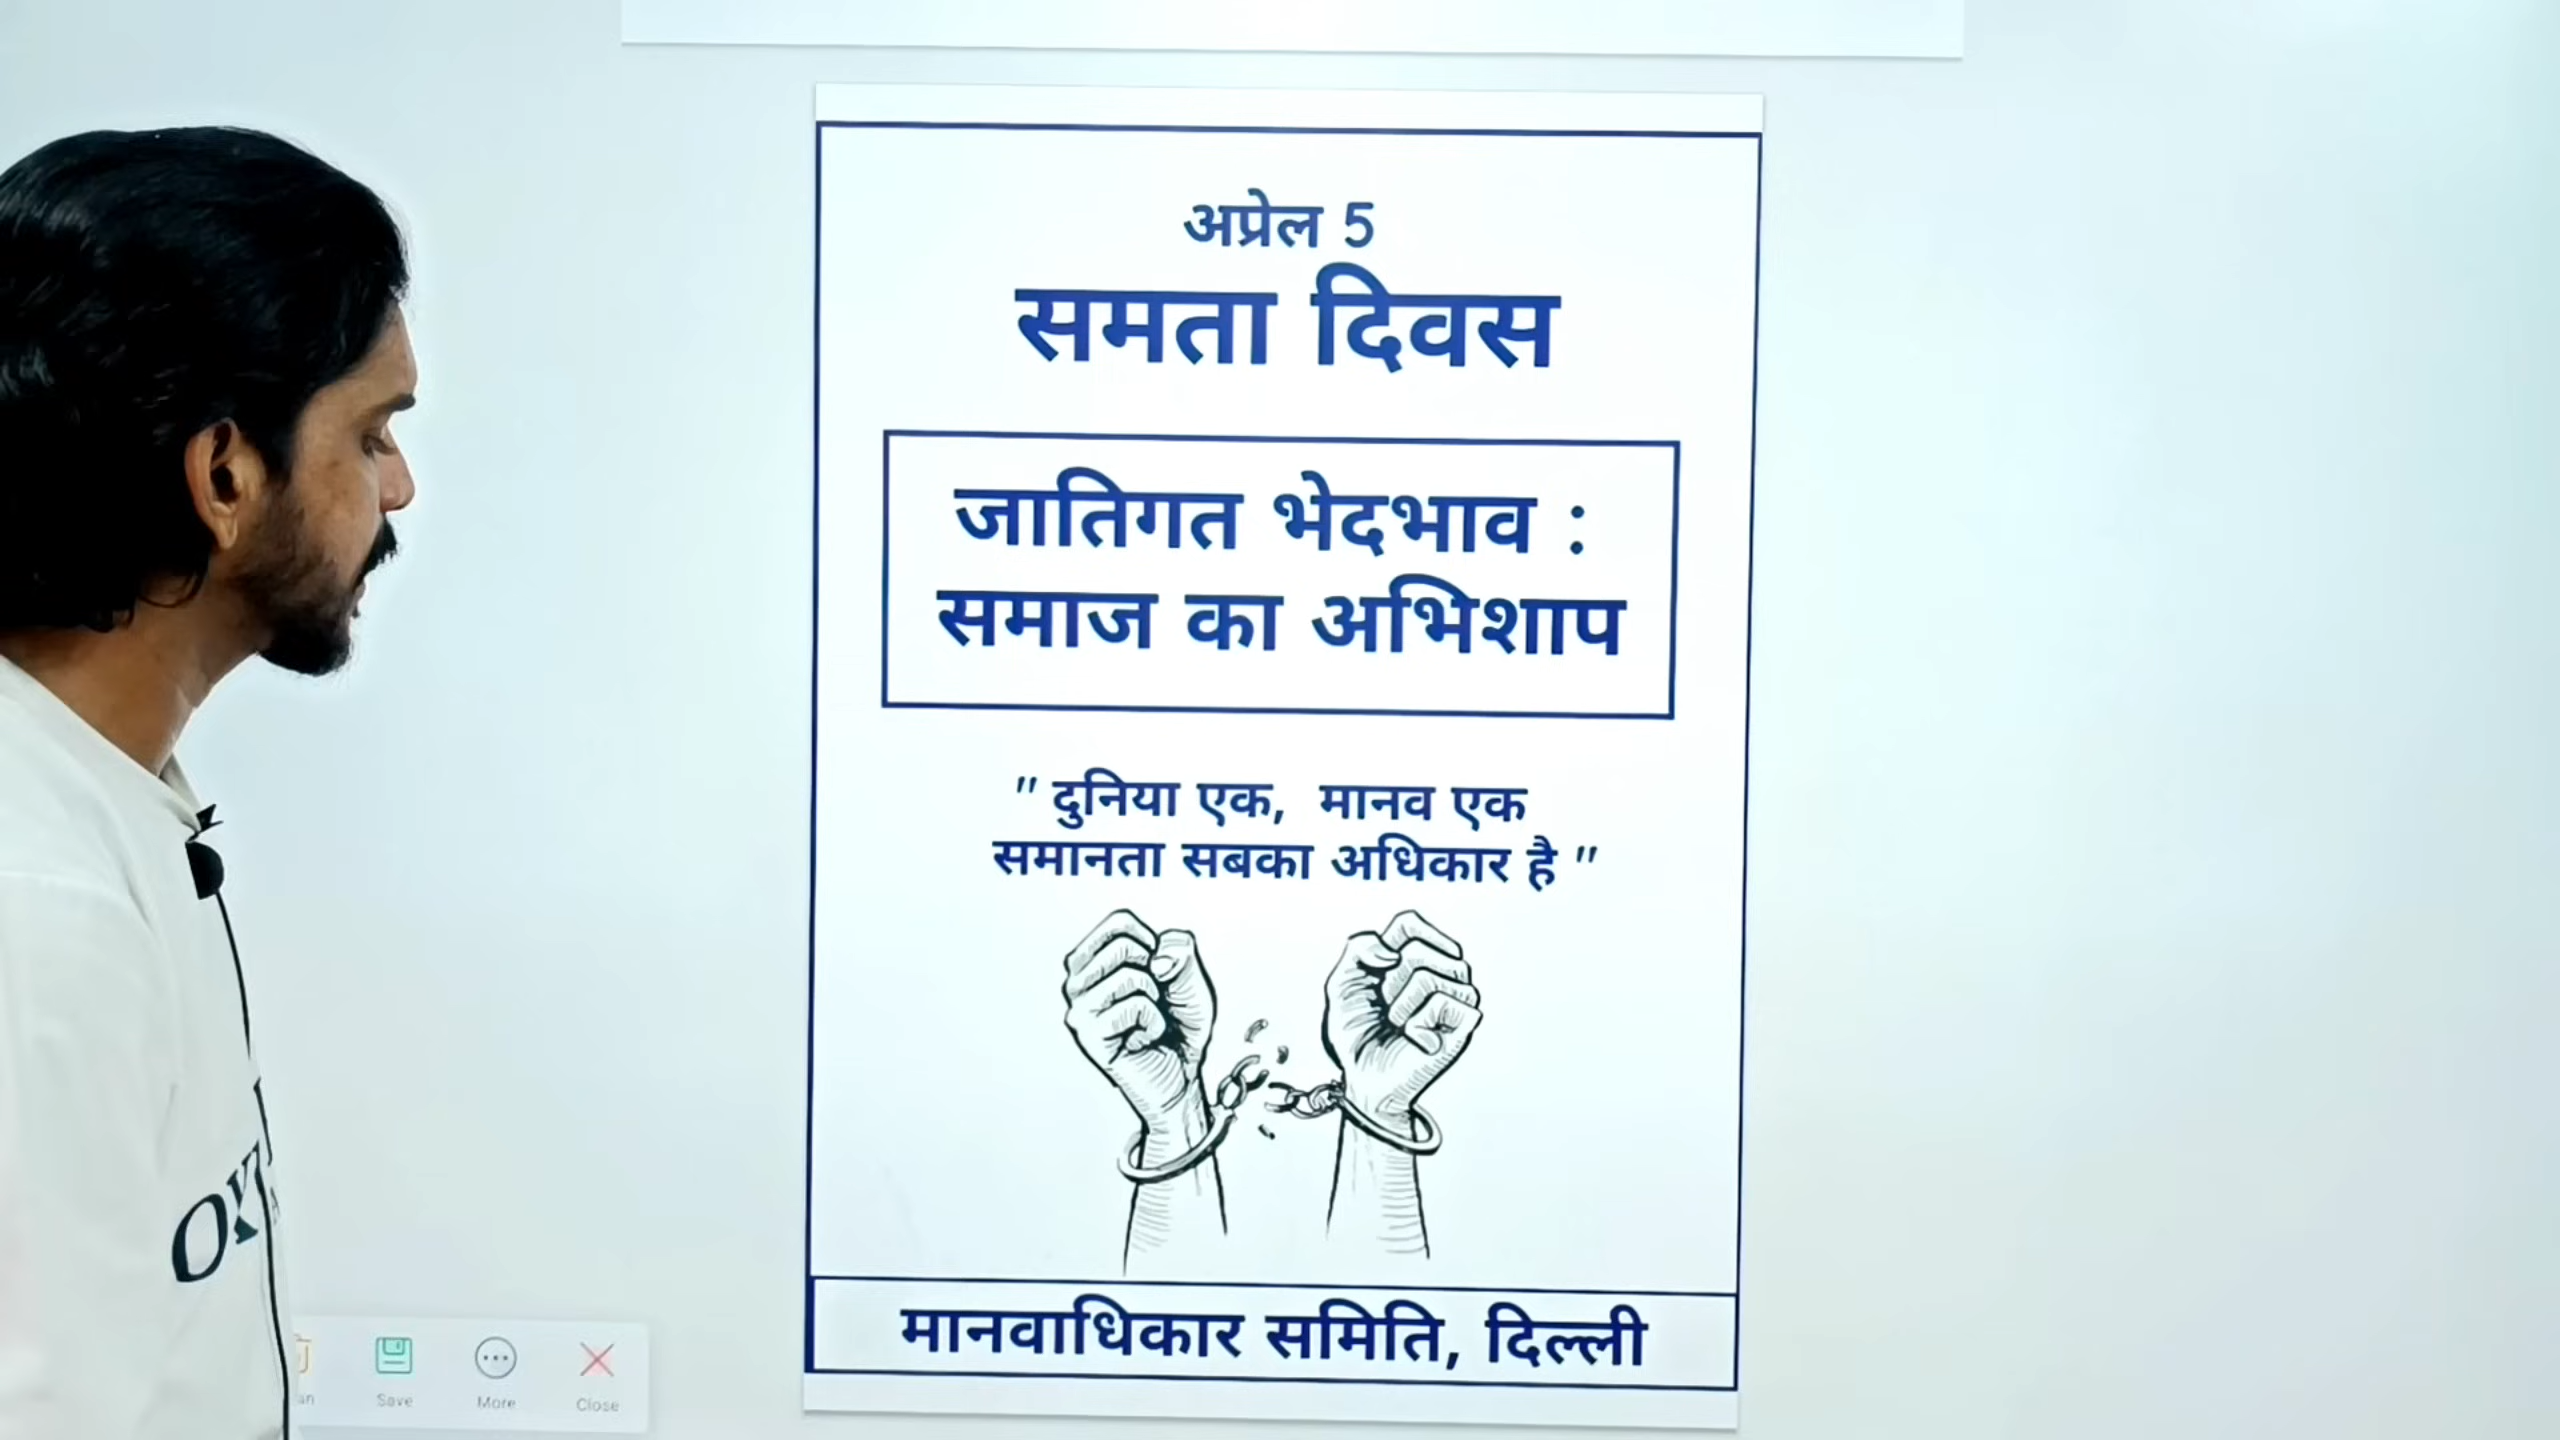 अप्रेल 5
समता दिवस
जातिगत भेदभाव :
समाज का अभिशाप
" दुनिया एक, मानव एक
समानता सबका अधिकार है "
मानवाधिकार समिति, दिल्ली
Save
More
Close